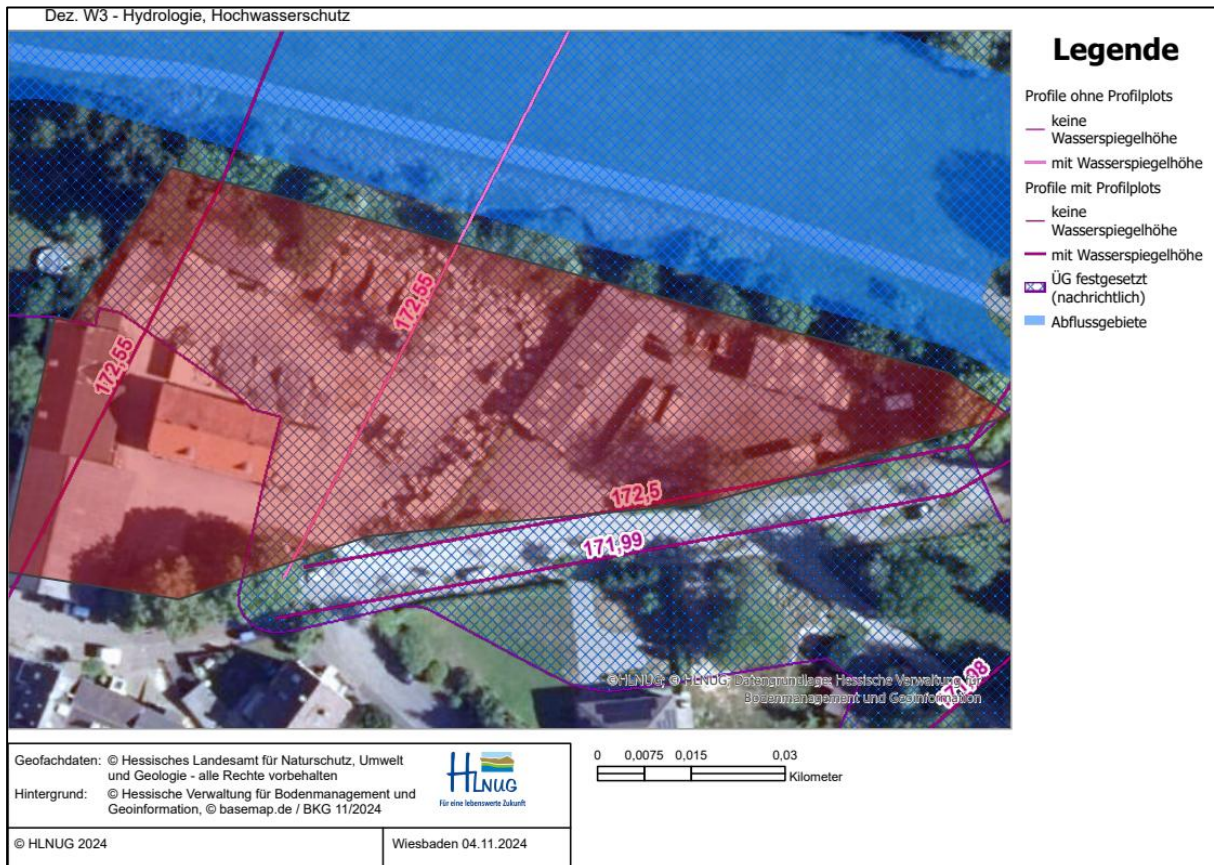 Dez. W3 - Hydrologie, Hochwasserschutz
Legende
Profile ohne Profilplots
keine
Wasserspiegelhöhe
mit Wasserspiegelhöhe
Profile mit Profilplots
keine
Wasserspiegelhöhe
mit Wasserspiegelhöhe
ÜG festgesetzt
(nachrichtlich)
Abflussgebiete
172,55
172,55
172,5
171,99
171,98
©HLNUG, © HLNUG; Datengrundlage: Hessische Verwaltung für
Bodenmanagement und Geoinformation
Geofachdaten: © Hessisches Landesamt für Naturschutz, Umwelt
und Geologie - alle Rechte vorbehalten
Hintergrund: © Hessische Verwaltung für Bodenmanagement und
Geoinformation, © basemap.de / BKG 11/2024
HLNUG
Für eine lebenswerte Zukunft
© HLNUG 2024
Wiesbaden 04.11.2024
0 0,0075 0,015 0,03
Kilometer